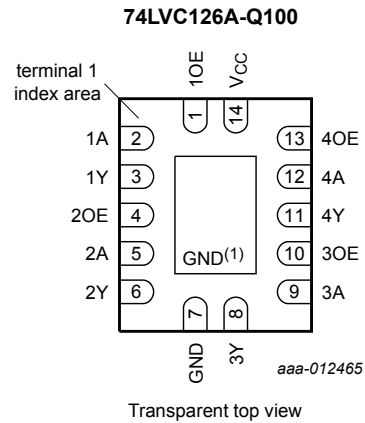 74LVC126A-Q100
terminal 1
index area
1OE
VCC
1
14
1A 2
13 4OE
1Y 3
12 4A
2OE 4
11 4Y
2A 5
GND(1)
10 3OE
2Y 6
9 3A
7
8
GND
3Y
aaa-012465
Transparent top view